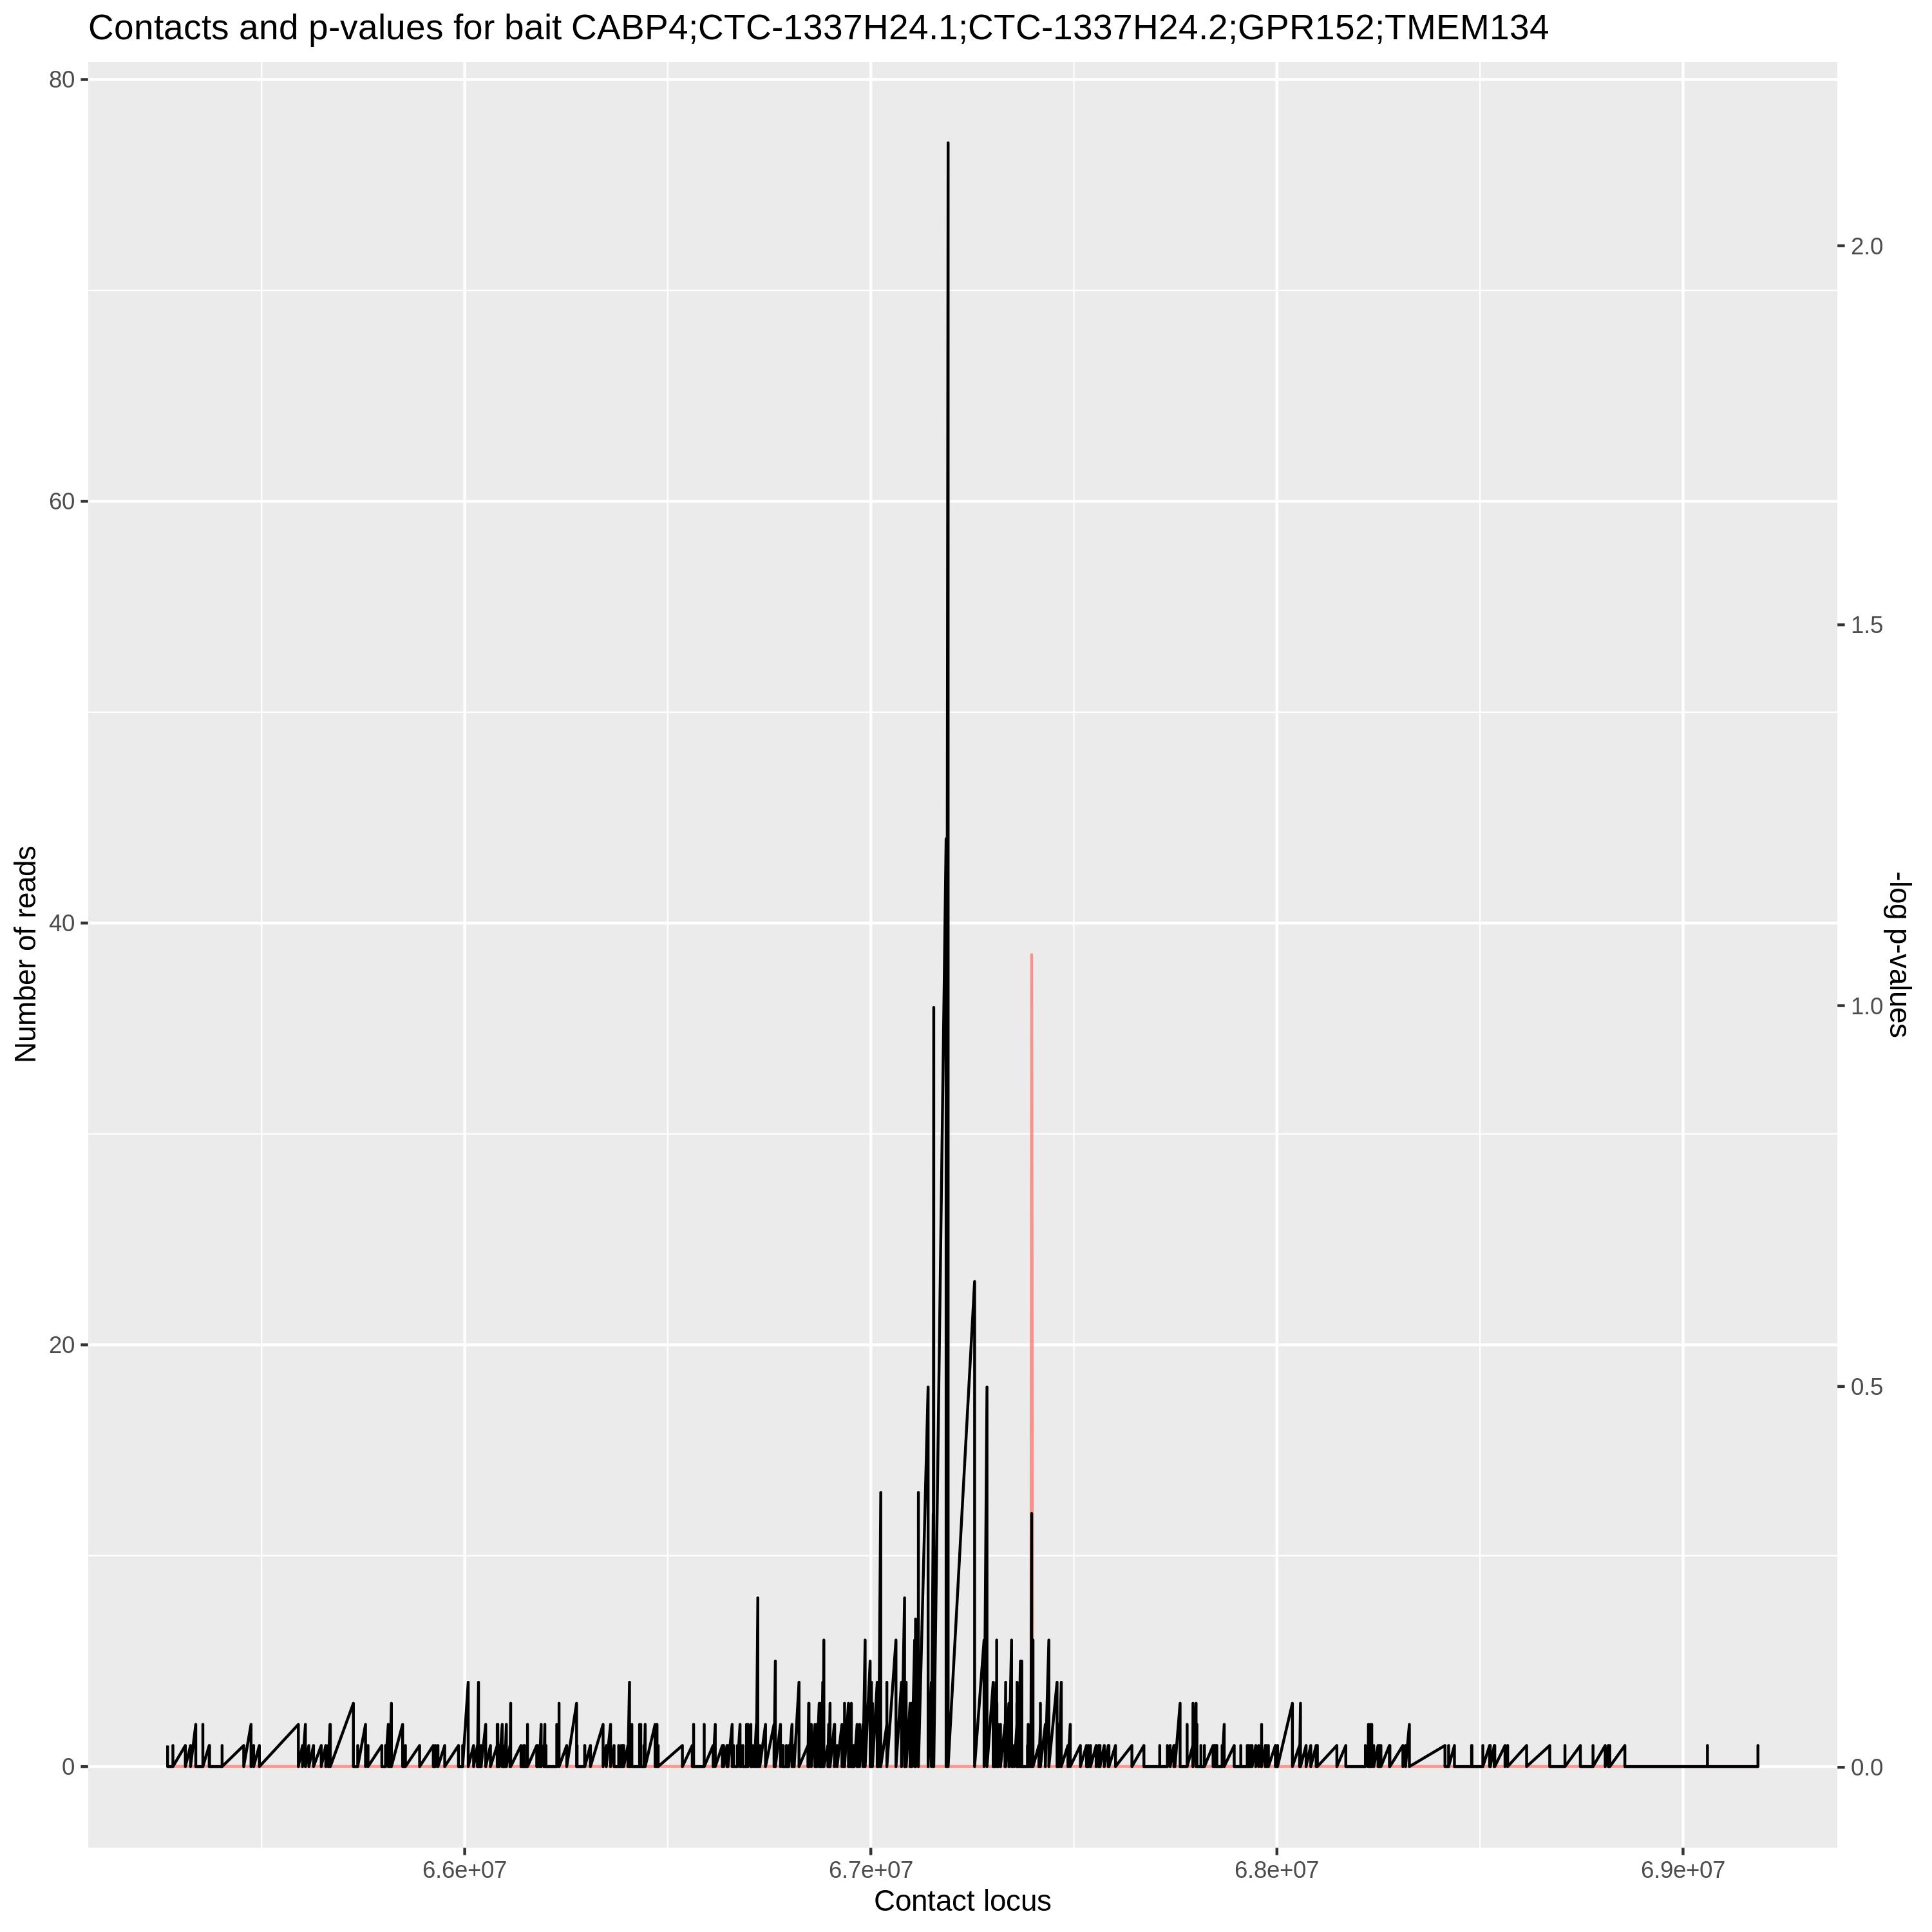 Contacts and p-values for bait CABP4;CTC-1337H24.1;CTC-1337H24.2;GPR152;TMEM134
80
60
40
20
0
Number of reads
2.0
1.5
1.0
0.5
0.0
-log p-values
6.6e+07
6.7e+07
6.8e+07
6.9e+07
Contact locus